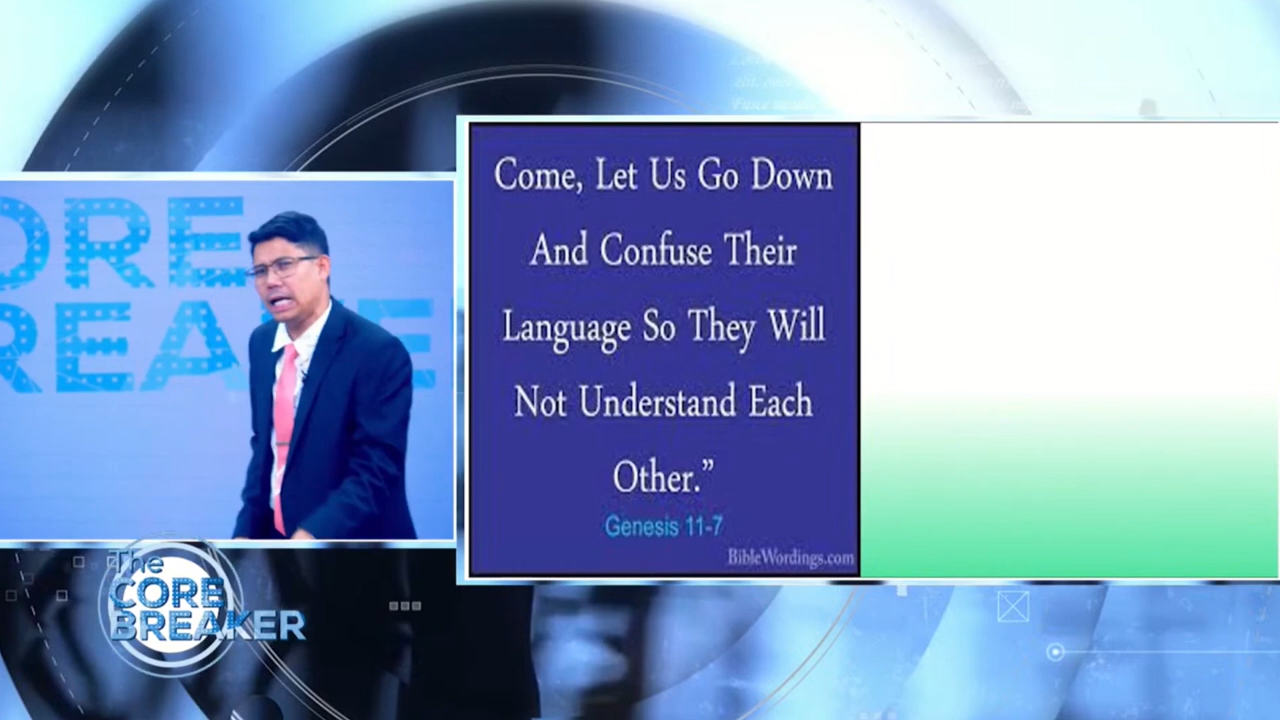 Come, Let Us Go Down
And Confuse Their
Language So They Will
Not Understand Each
Other.”
Genesis 11-7
BibleWordings.com
ORE
REAKE
The
CORE
BREAKER